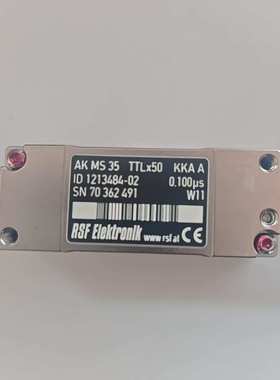 AK MS 35 TTLx50 KKA A
ID 1213484-02 0.100µs
SN 70 362 491 W11
RSF Elektronik www.rsf.at CE